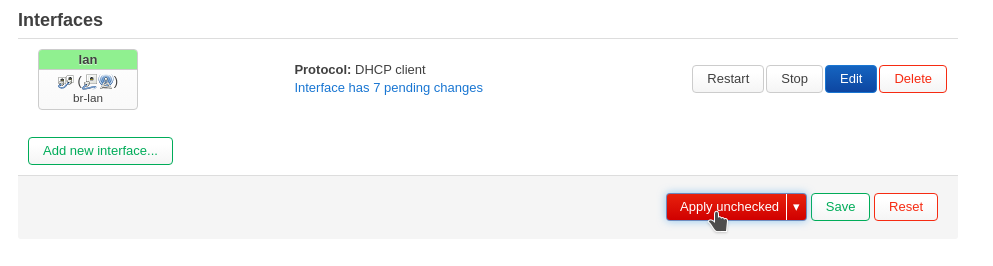 Interfaces
lan
Protocol: DHCP client
Interface has 7 pending changes
Restart Stop Edit Delete
( )
br-lan
Add new interface...
Apply unchecked ▾ Save Reset